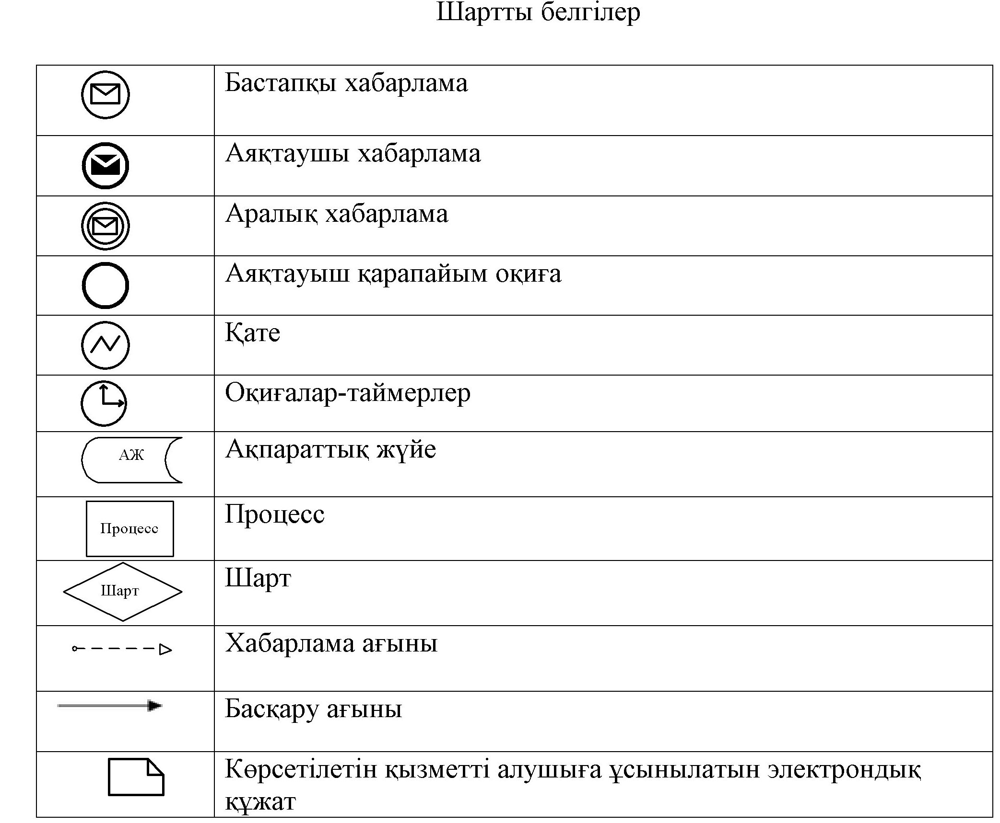 Шартты белгілер
Бастапқы хабарлама
Аяқтаушы хабарлама
Аралық хабарлама
Аяқтауыш қарапайым оқиға
Қате
Оқиғалар-таймерлер
АЖ
Ақпараттық жүйе
Процесс
Процесс
Шарт
Шарт
Хабарлама ағыны
Басқару ағыны
Көрсетілетін қызметті алушыға ұсынылатын электрондық
құжат